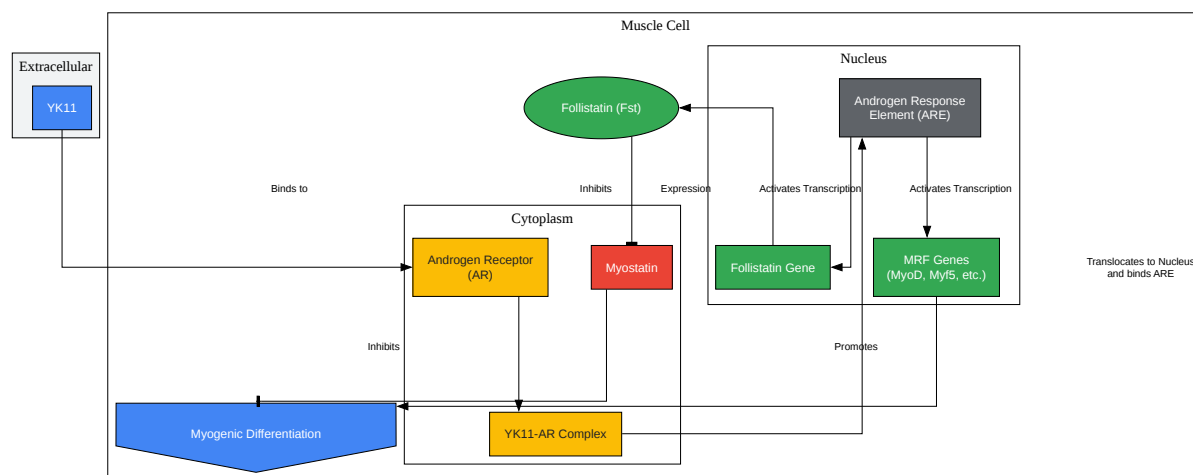 Muscle Cell
Extracellular
YK11
Nucleus
Follistatin (Fst)
Androgen Response
Element (ARE)
Binds to
Inhibits
Expression
Activates Transcription
Activates Transcription
Cytoplasm
Androgen Receptor
(AR)
Myostatin
Follistatin Gene
MRF Genes
(MyoD, Myf5, etc.)
Translocates to Nucleus
and binds ARE
Inhibits
Promotes
Myogenic Differentiation
YK11-AR Complex